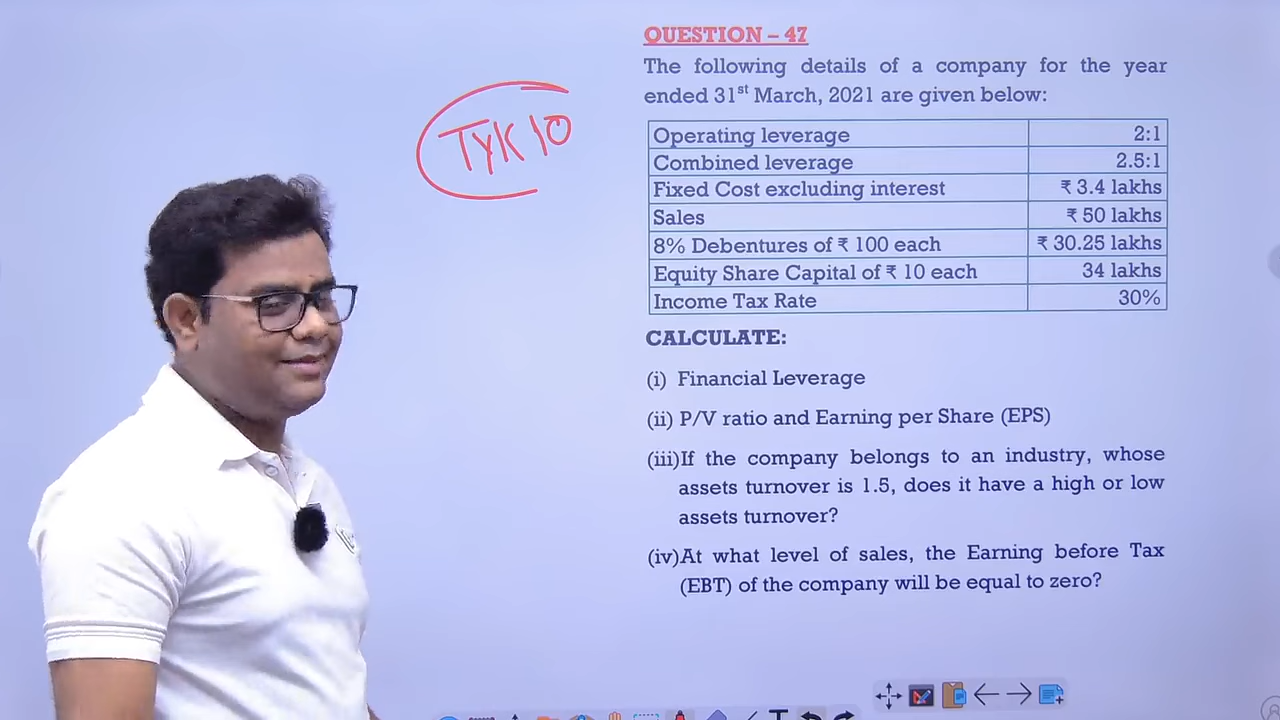 QUESTION – 47
The following details of a company for the year
ended 31st March, 2021 are given below:
TYK 10
Operating leverage 2:1
Combined leverage 2.5:1
Fixed Cost excluding interest ₹ 3.4 lakhs
Sales ₹ 50 lakhs
8% Debentures of ₹ 100 each ₹ 30.25 lakhs
Equity Share Capital of ₹ 10 each 34 lakhs
Income Tax Rate 30%
CALCULATE:
(i) Financial Leverage
(ii) P/V ratio and Earning per Share (EPS)
(iii)If the company belongs to an industry, whose
assets turnover is 1.5, does it have a high or low
assets turnover?
(iv)At what level of sales, the Earning before Tax
(EBT) of the company will be equal to zero?
T